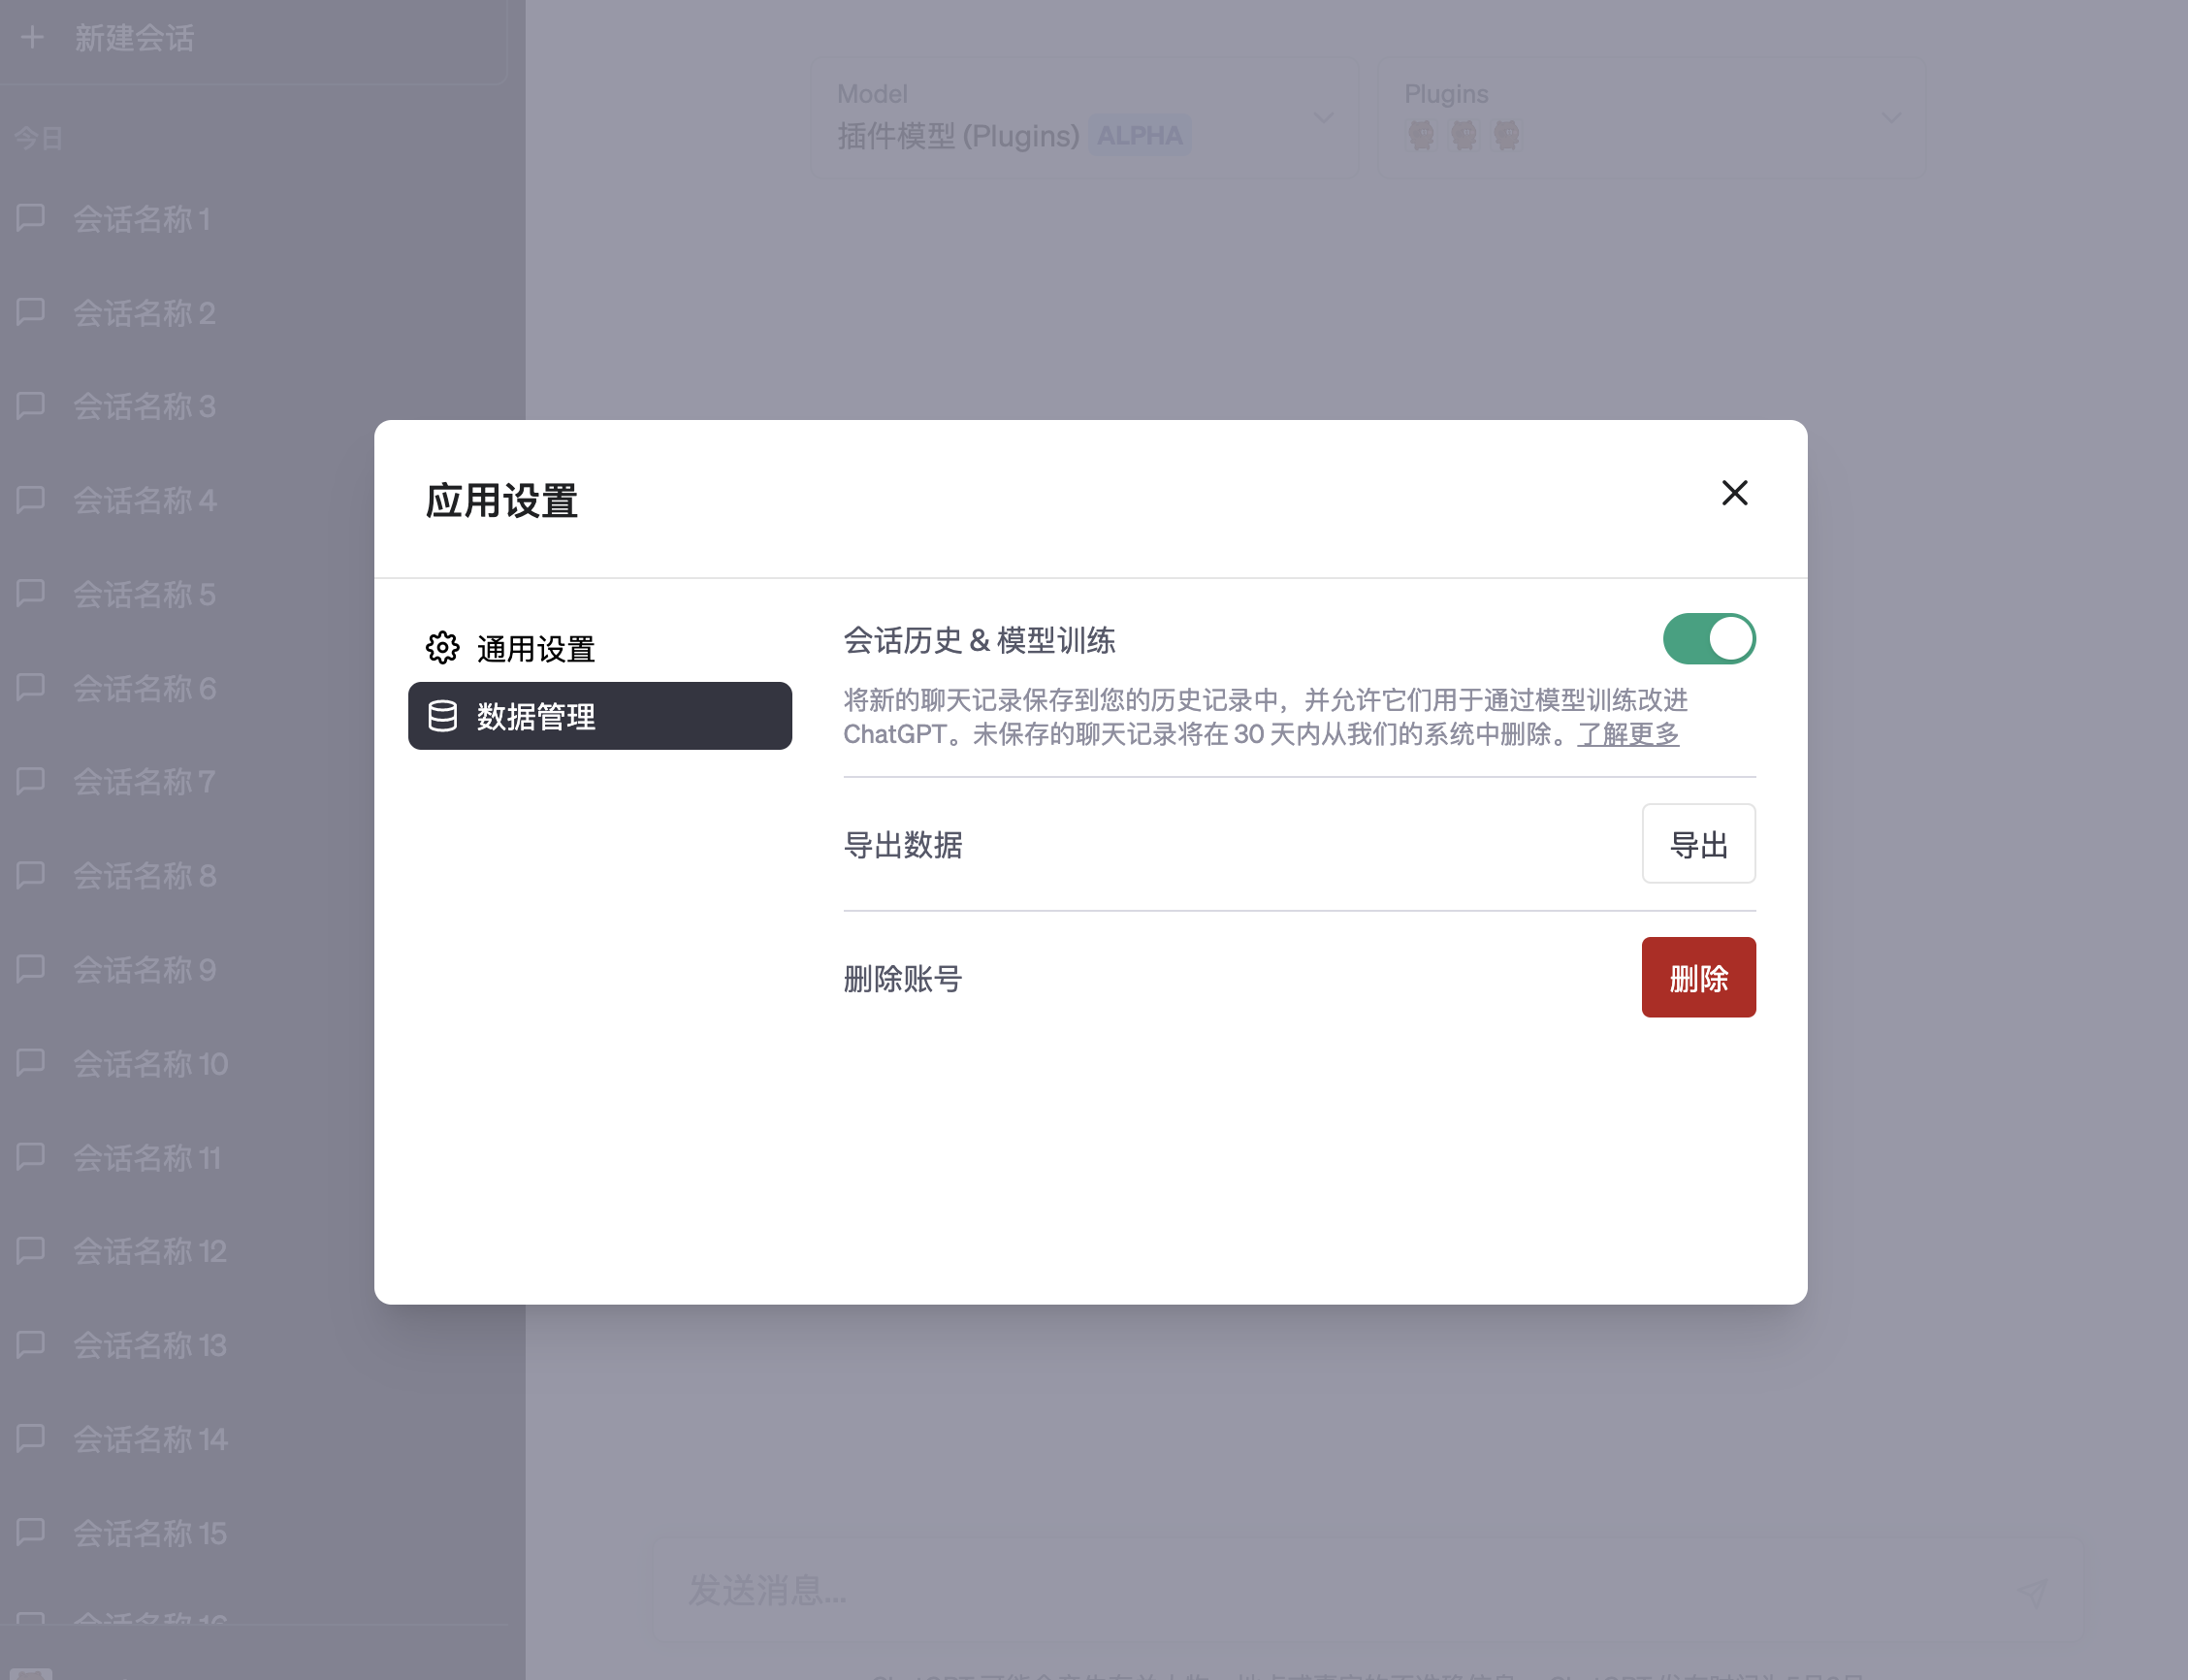 新建会话
今日
会话名称 1
会话名称 2
会话名称 3
会话名称 4
会话名称 5
会话名称 6
会话名称 7
会话名称 8
会话名称 9
会话名称 10
会话名称 11
会话名称 12
会话名称 13
会话名称 14
会话名称 15
会话名称 16
Model
插件模型 (Plugins) ALPHA
Plugins
应用设置
通用设置
数据管理
会话历史 & 模型训练
将新的聊天记录保存到您的历史记录中，并允许它们用于通过模型训练改进
ChatGPT。未保存的聊天记录将在 30 天内从我们的系统中删除。了解更多
导出数据
导出
删除账号
删除
发送消息...